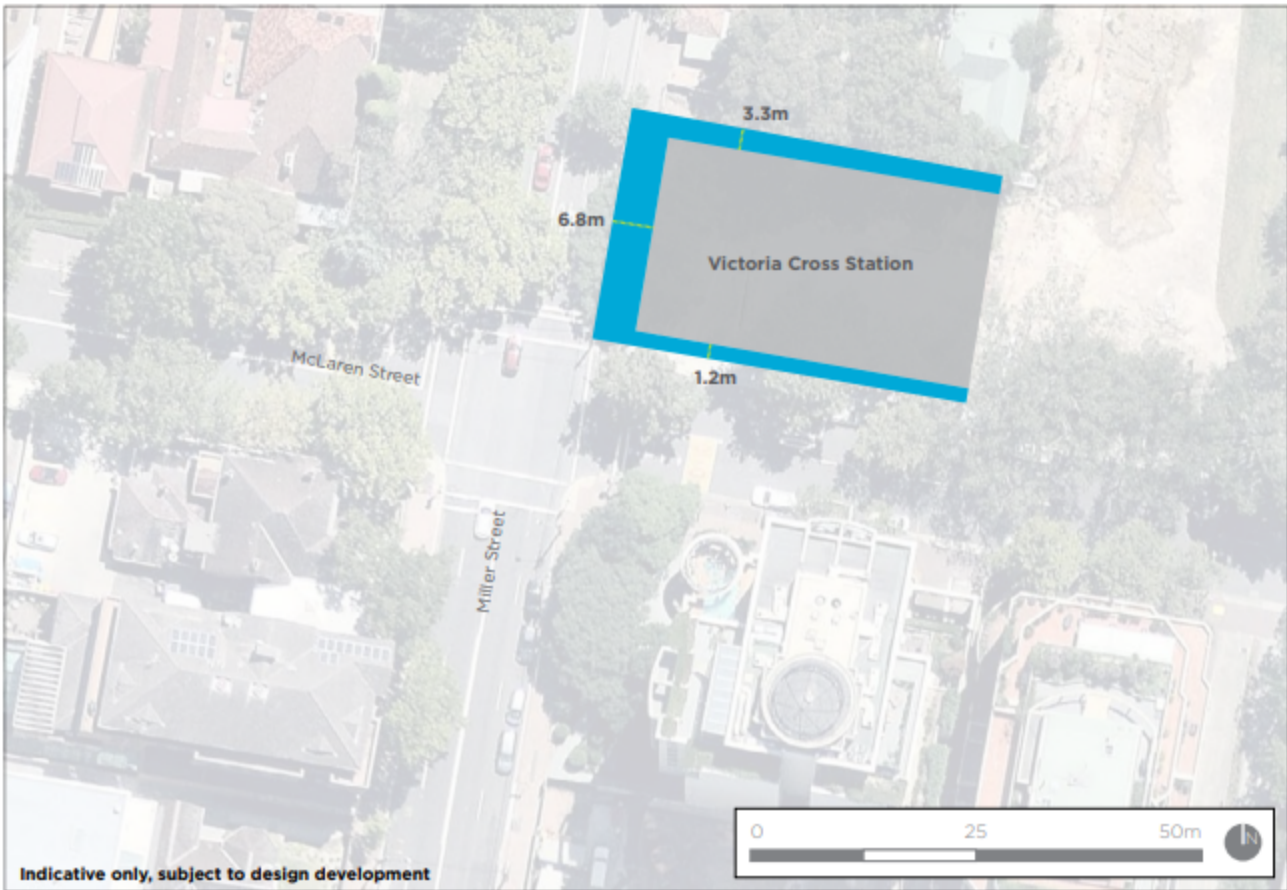 3.3m
6.8m
Victoria Cross Station
McLaren Street
1.2m
Miller Street
0 25 50m
N
Indicative only, subject to design development